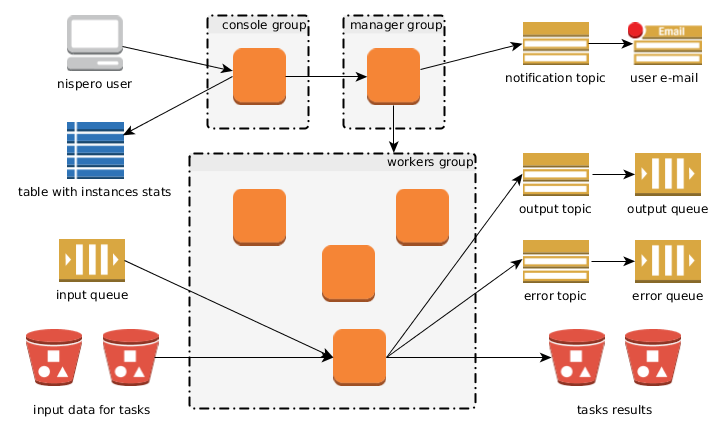 console group
manager group
Email
nispero user
notification topic
user e-mail
workers group
table with instances stats
output topic
output queue
input queue
error topic
error queue
input data for tasks
tasks results